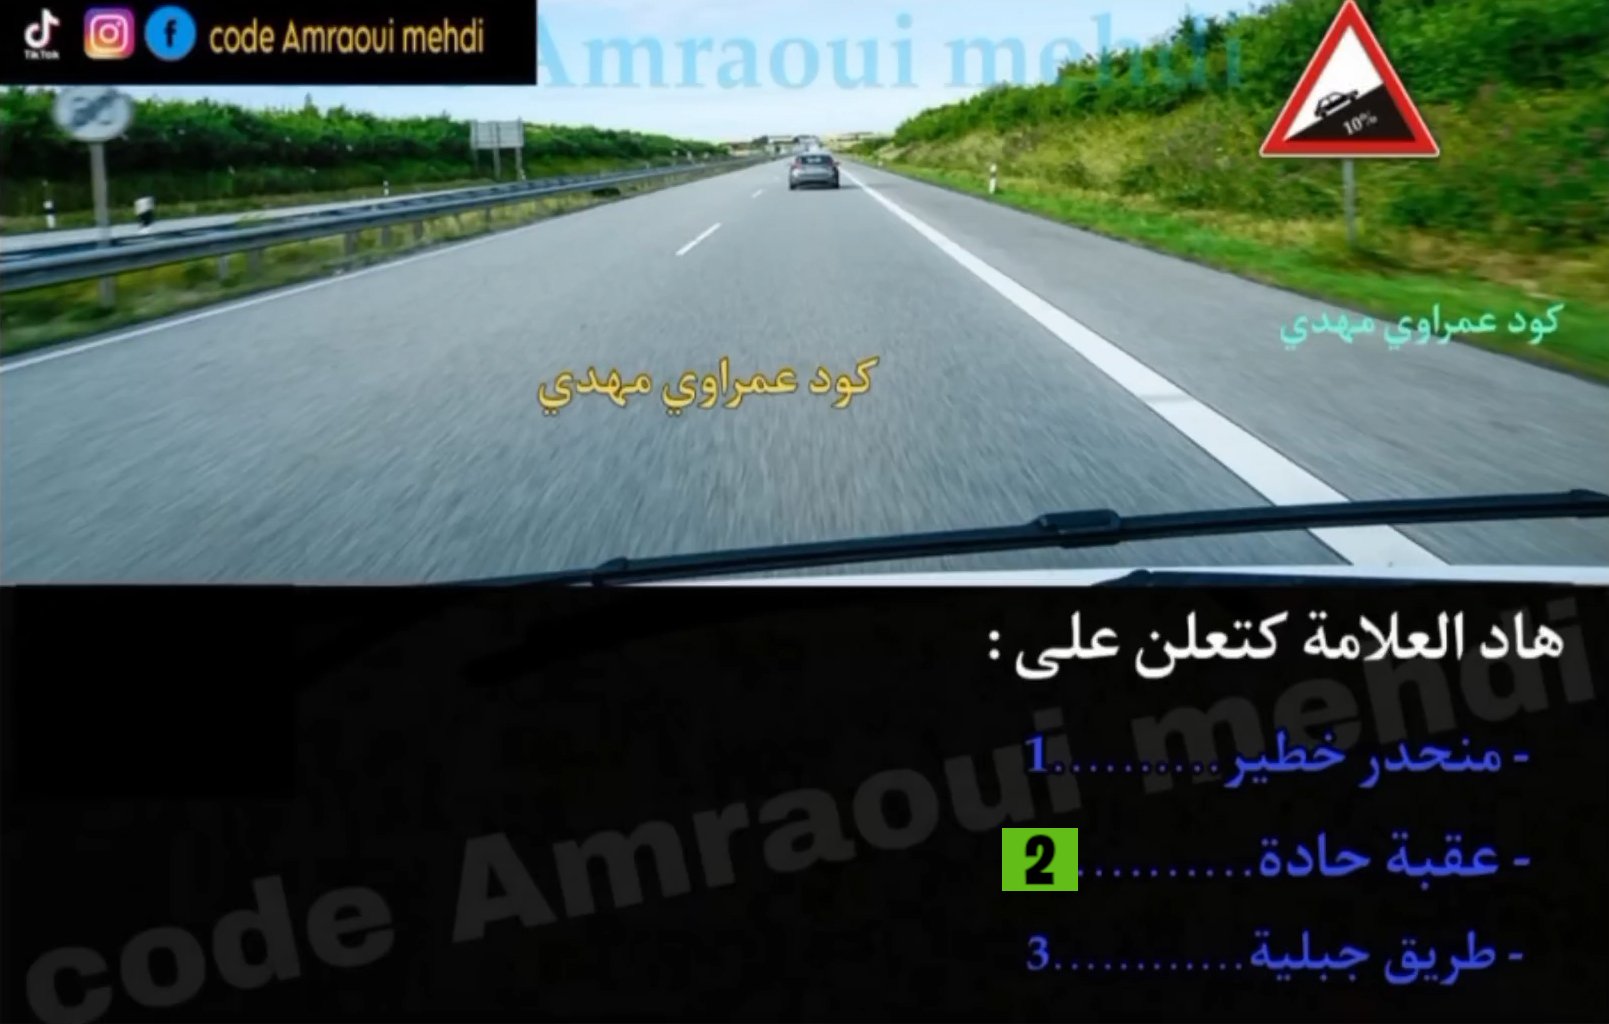 TikTok
code Amraoui mehdi
Amraoui mehdi
10%
كود عمراوي مهدي
كود عمراوي مهدي
هاد العلامة كتعلن على :
- منحدر خطير..........1
- عقبة حادة..........2
- طريق جبلية............3
code Amraoui mehdi